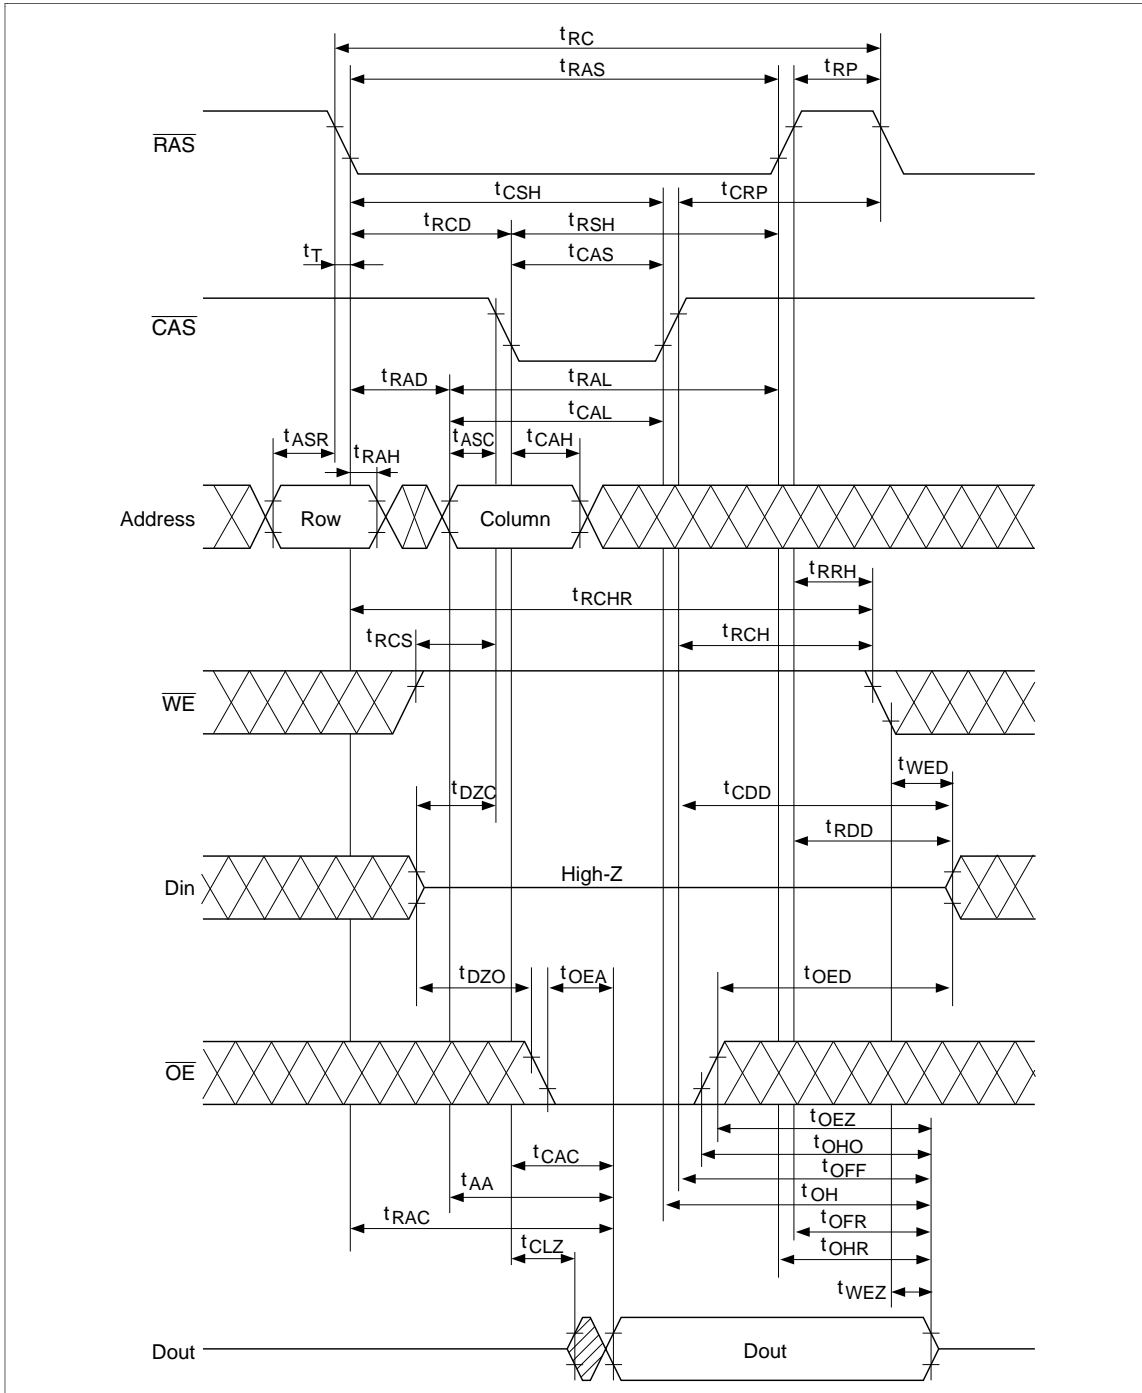 tRC
tRAS
tRP
RAS
tCSH
tCRP
tRCD
tRSH
tT
tCAS
CAS
tRAD
tRAL
tCAL
tASR
tASC
tCAH
tRAH
Address
Row
Column
tRRH
tRCHR
tRCS
tRCH
WE
tWED
tDZC
tCDD
tRDD
Din
High-Z
tDZO
tOEA
tOED
OE
tOEZ
tOHO
tCAC
tOFF
tAA
tOH
tRAC
tOFR
tCLZ
tOHR
tWEZ
Dout
Dout